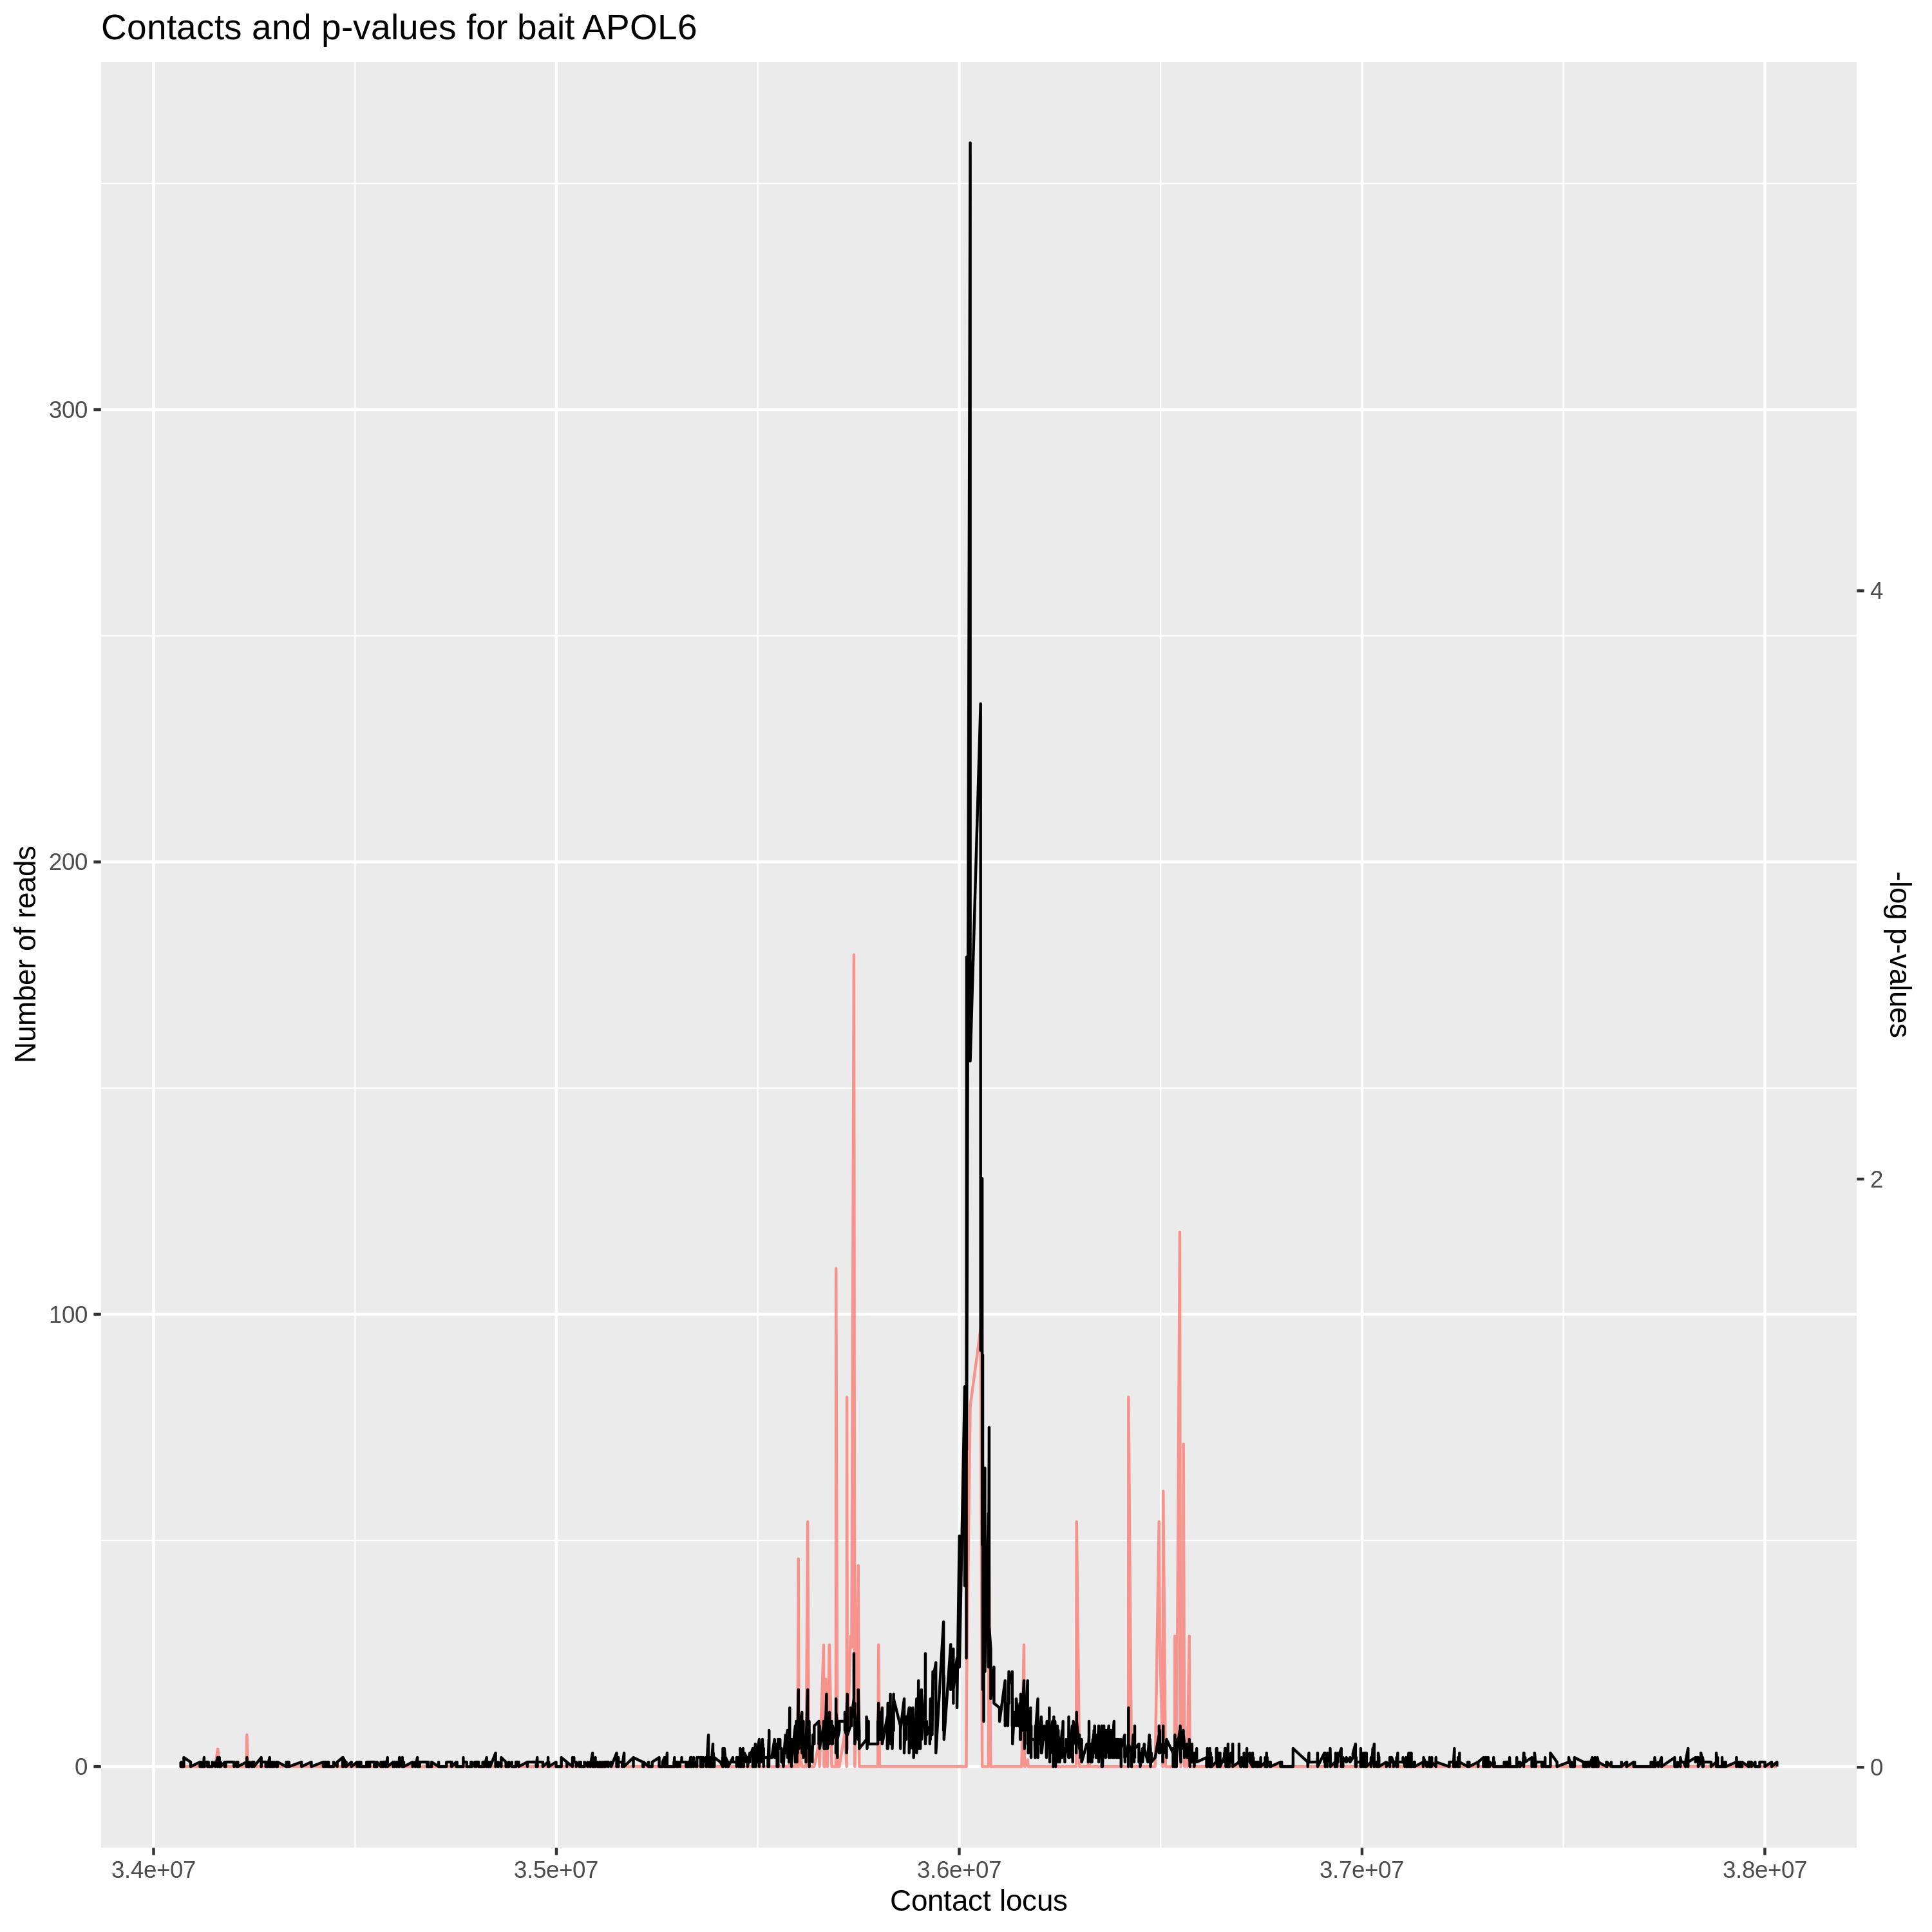 Contacts and p-values for bait APOL6
Number of reads
300
200
100
0
4
2
0
-log p-values
3.4e+07 3.5e+07 3.6e+07 3.7e+07 3.8e+07
Contact locus